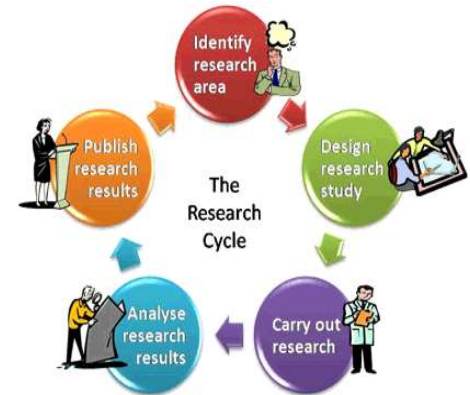 Identify
research
area
Design
research
study
Carry out
research
Analyse
research
results
Publish
research
results
The
Research
Cycle